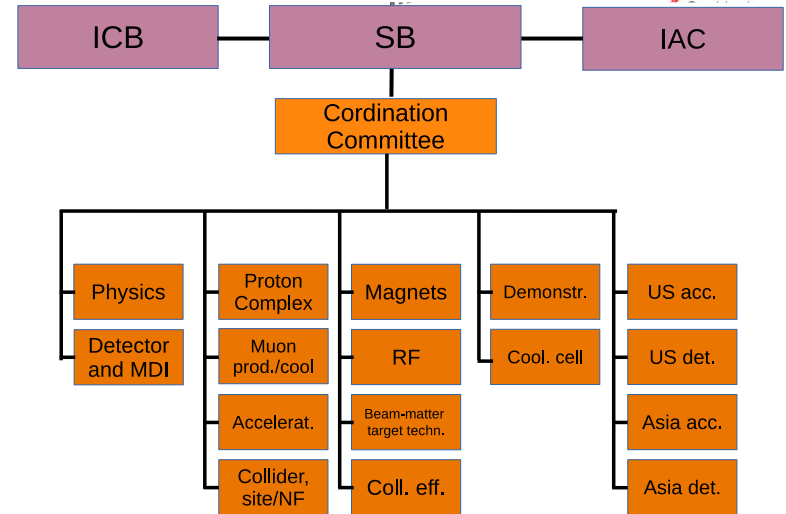 ICB
SB
IAC
Cordination
Committee
Physics
Detector
and MDI
Proton
Complex
Muon
prod./cool
Accelerat.
Collider,
site/NF
Magnets
RF
Beam-matter
target techn.
Coll. eff.
Demonstr.
Cool. cell
US acc.
US det.
Asia acc.
Asia det.